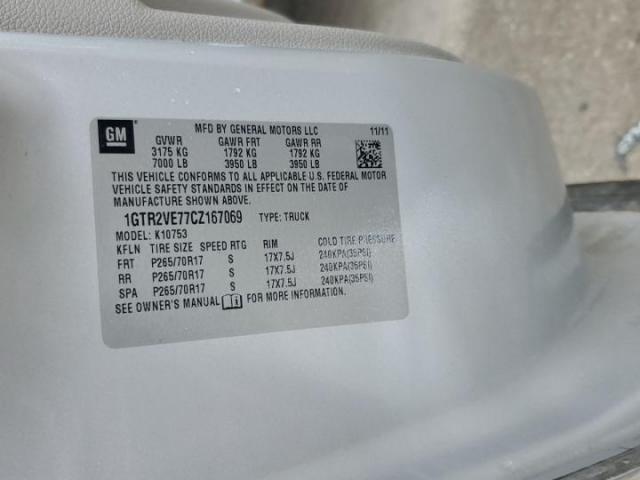 GM
MFD BY GENERAL MOTORS LLC 11/11
GVWR GAWR FRT GAWR RR
3175 KG 1792 KG 1792 KG
7000 LB 3950 LB 3950 LB
THIS VEHICLE CONFORMS TO ALL APPLICABLE U.S. FEDERAL MOTOR
VEHICLE SAFETY STANDARDS IN EFFECT ON THE DATE OF
MANUFACTURE SHOWN ABOVE.
1GTR2VE77CZ167069 TYPE: TRUCK
MODEL: K10753
KFLN TIRE SIZE SPEED RTG RIM COLD TIRE PRESSURE
FRT P265/70R17 S 17X7.5J 240KPA(35PSI)
RR P265/70R17 S 17X7.5J 240KPA(35PSI)
SPA P265/70R17 S 17X7.5J 240KPA(35PSI)
SEE OWNER'S MANUAL FOR MORE INFORMATION.